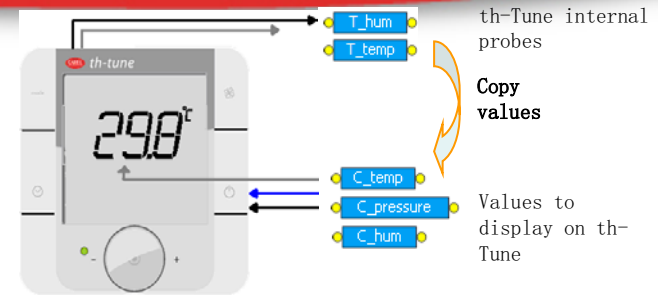 T_hum
T_temp
th-Tune internal
probes
CAREL th-tune
Copy
values
29.8°C
C_temp
C_pressure
C_hum
Values to
display on th-
Tune
- +